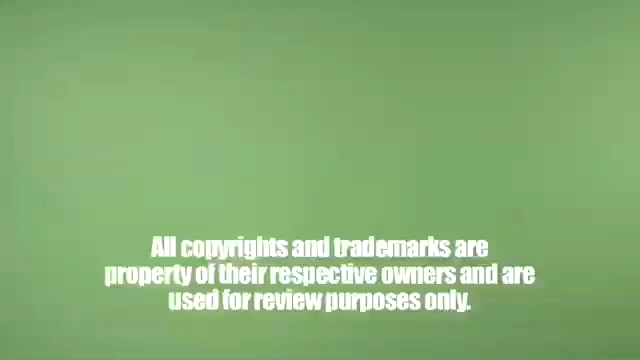 All copyrights and trademarks are
property of their respective owners and are
used for review purposes only.